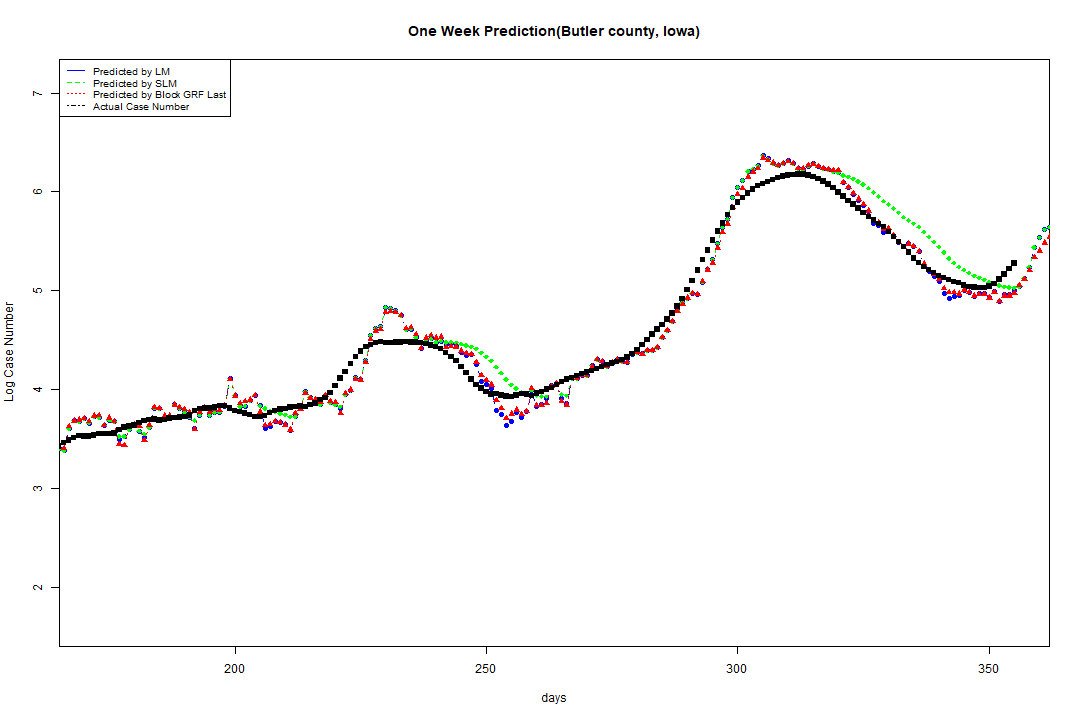 One Week Prediction(Butler county, Iowa)
Predicted by LM
Predicted by SLM
Predicted by Block GRF Last
Actual Case Number
7
6
5
4
3
2
Log Case Number
200 250 300 350
days